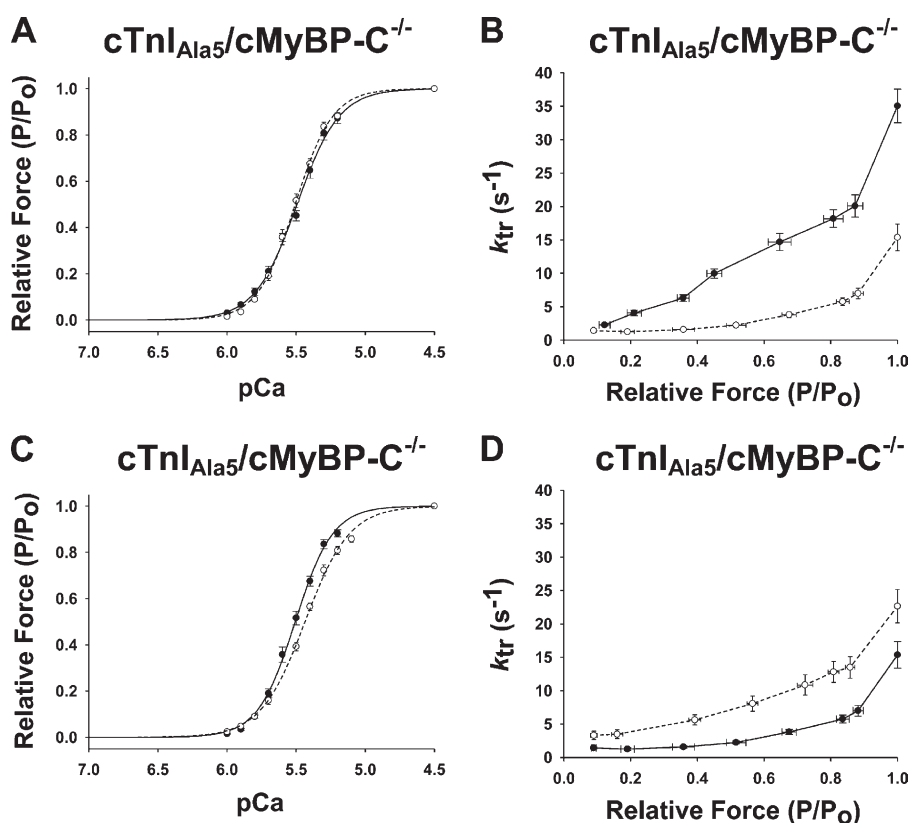 A
cTnIAla5/cMyBP-C-/-
Relative Force (P/Po)
1.0
0.8
0.6
0.4
0.2
0.0
7.0 6.5 6.0 5.5 5.0 4.5
pCa
B
cTnIAla5/cMyBP-C-/-
ktr (s-1)
40
35
30
25
20
15
10
5
0
0.0 0.2 0.4 0.6 0.8 1.0
Relative Force (P/Po)
C
cTnIAla5/cMyBP-C-/-
Relative Force (P/Po)
1.0
0.8
0.6
0.4
0.2
0.0
7.0 6.5 6.0 5.5 5.0 4.5
pCa
D
cTnIAla5/cMyBP-C-/-
ktr (s-1)
40
35
30
25
20
15
10
5
0
0.0 0.2 0.4 0.6 0.8 1.0
Relative Force (P/Po)